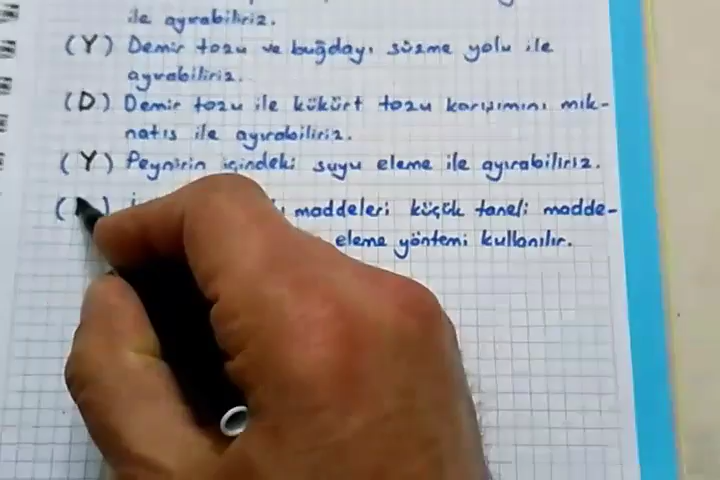 ile ayırabiliriz.
(Y) Demir tozu ve buğdayı süzme yolu ile
ayırabiliriz.
(D) Demir tozu ile kükürt tozu karışımını mık-
natıs ile ayırabiliriz.
(Y) Peynirin içindeki suyu eleme ile ayırabiliriz.
( ) maddeleri küçük taneli madde-
eleme yöntemi kullanılır.